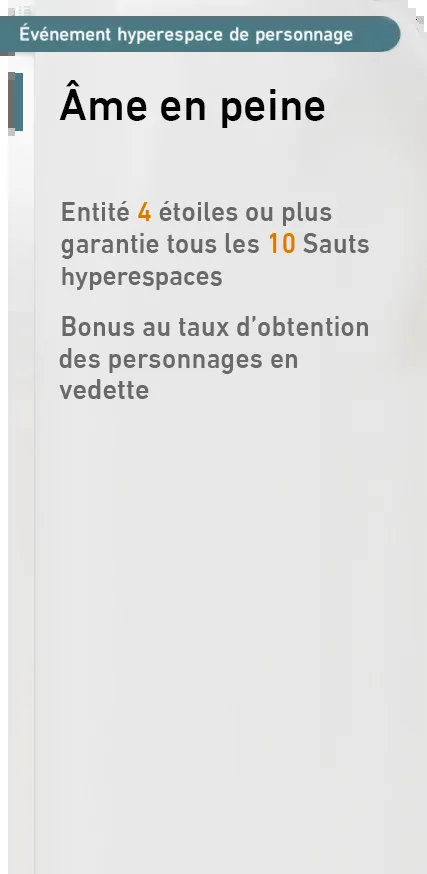 Événement hyperespace de personnage
Âme en peine
Entité 4 étoiles ou plus
garantie tous les 10 Sauts
hyperespaces
Bonus au taux d’obtention
des personnages en
vedette